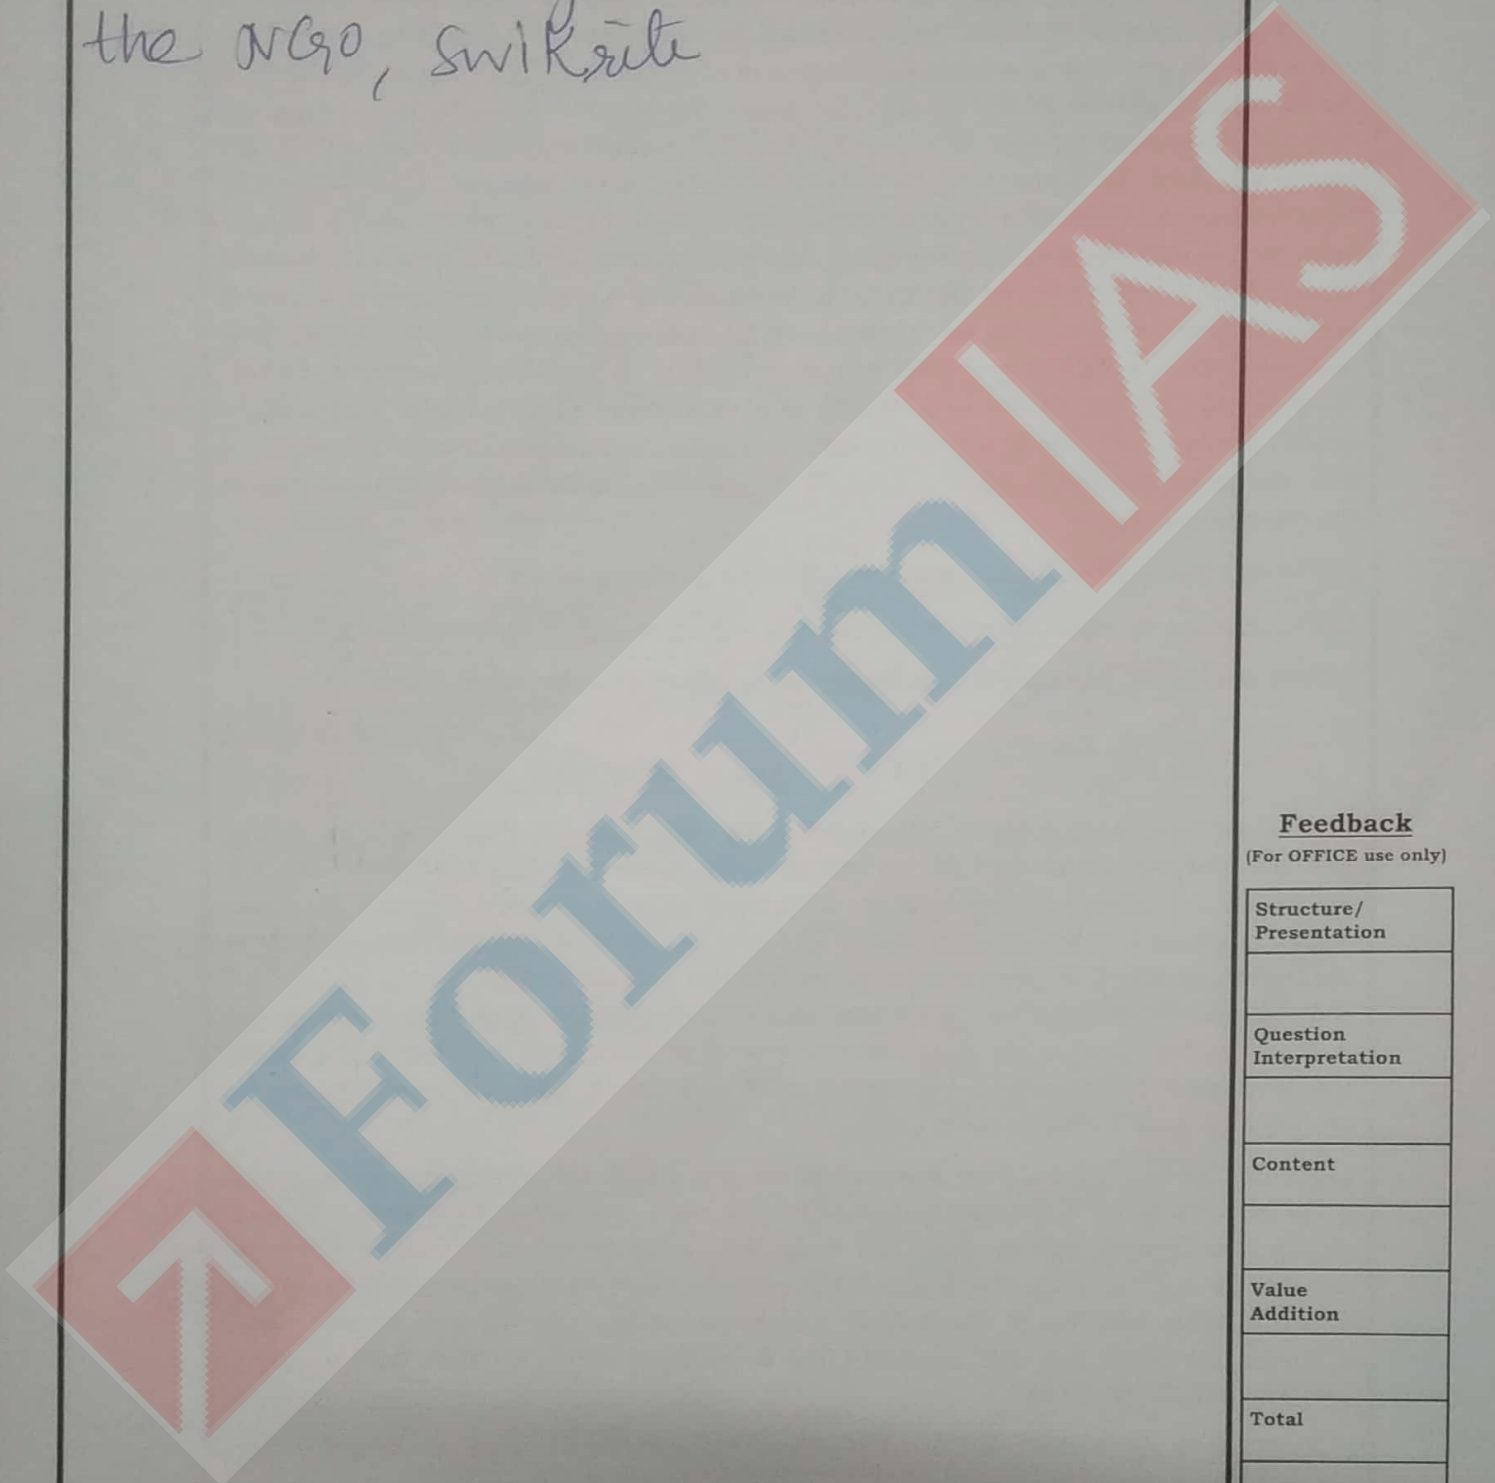 the NGO, Swikriti
ForumIAS
Feedback
(For OFFICE use only)
Structure/
Presentation
Question
Interpretation
Content
Value
Addition
Total